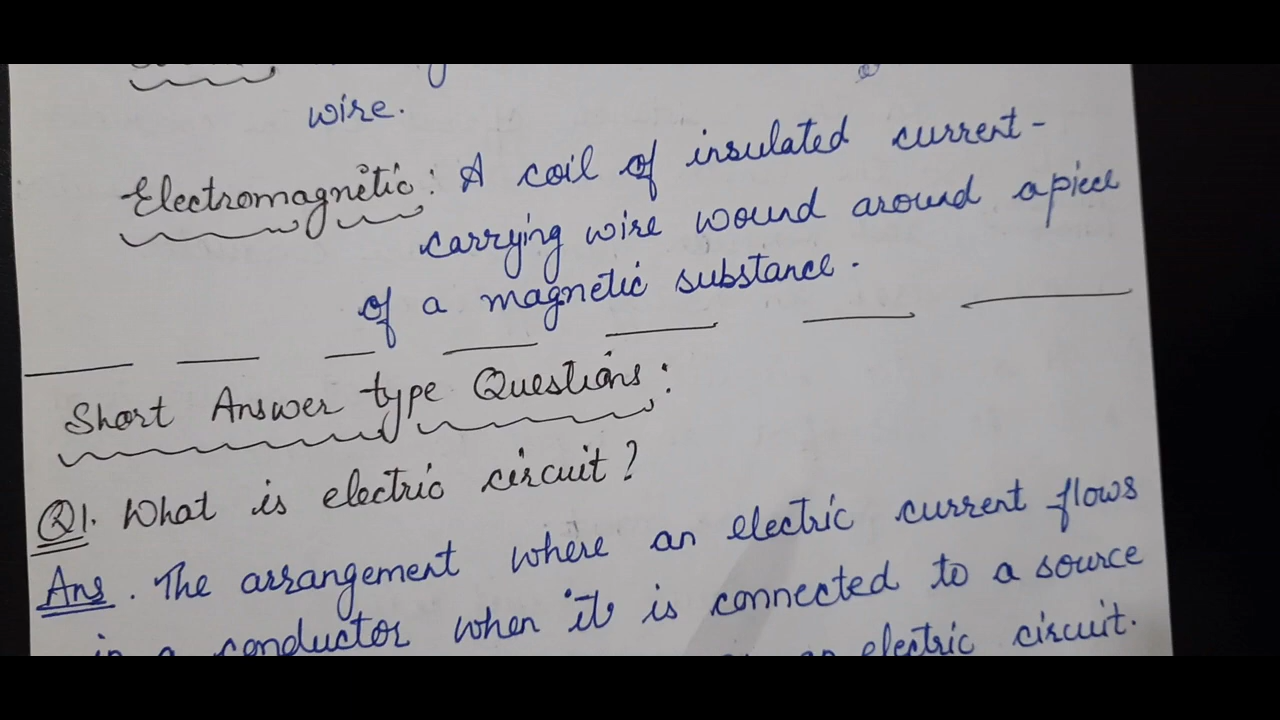 wire.
Electromagnetic: A coil of insulated current-
carrying wire wound around a piece
of a magnetic substance.
Short Answer type Questions:
Q1. What is electric circuit?
Ans. The arrangement where an electric current flows
in a conductor when it is connected to a source
an electric circuit.